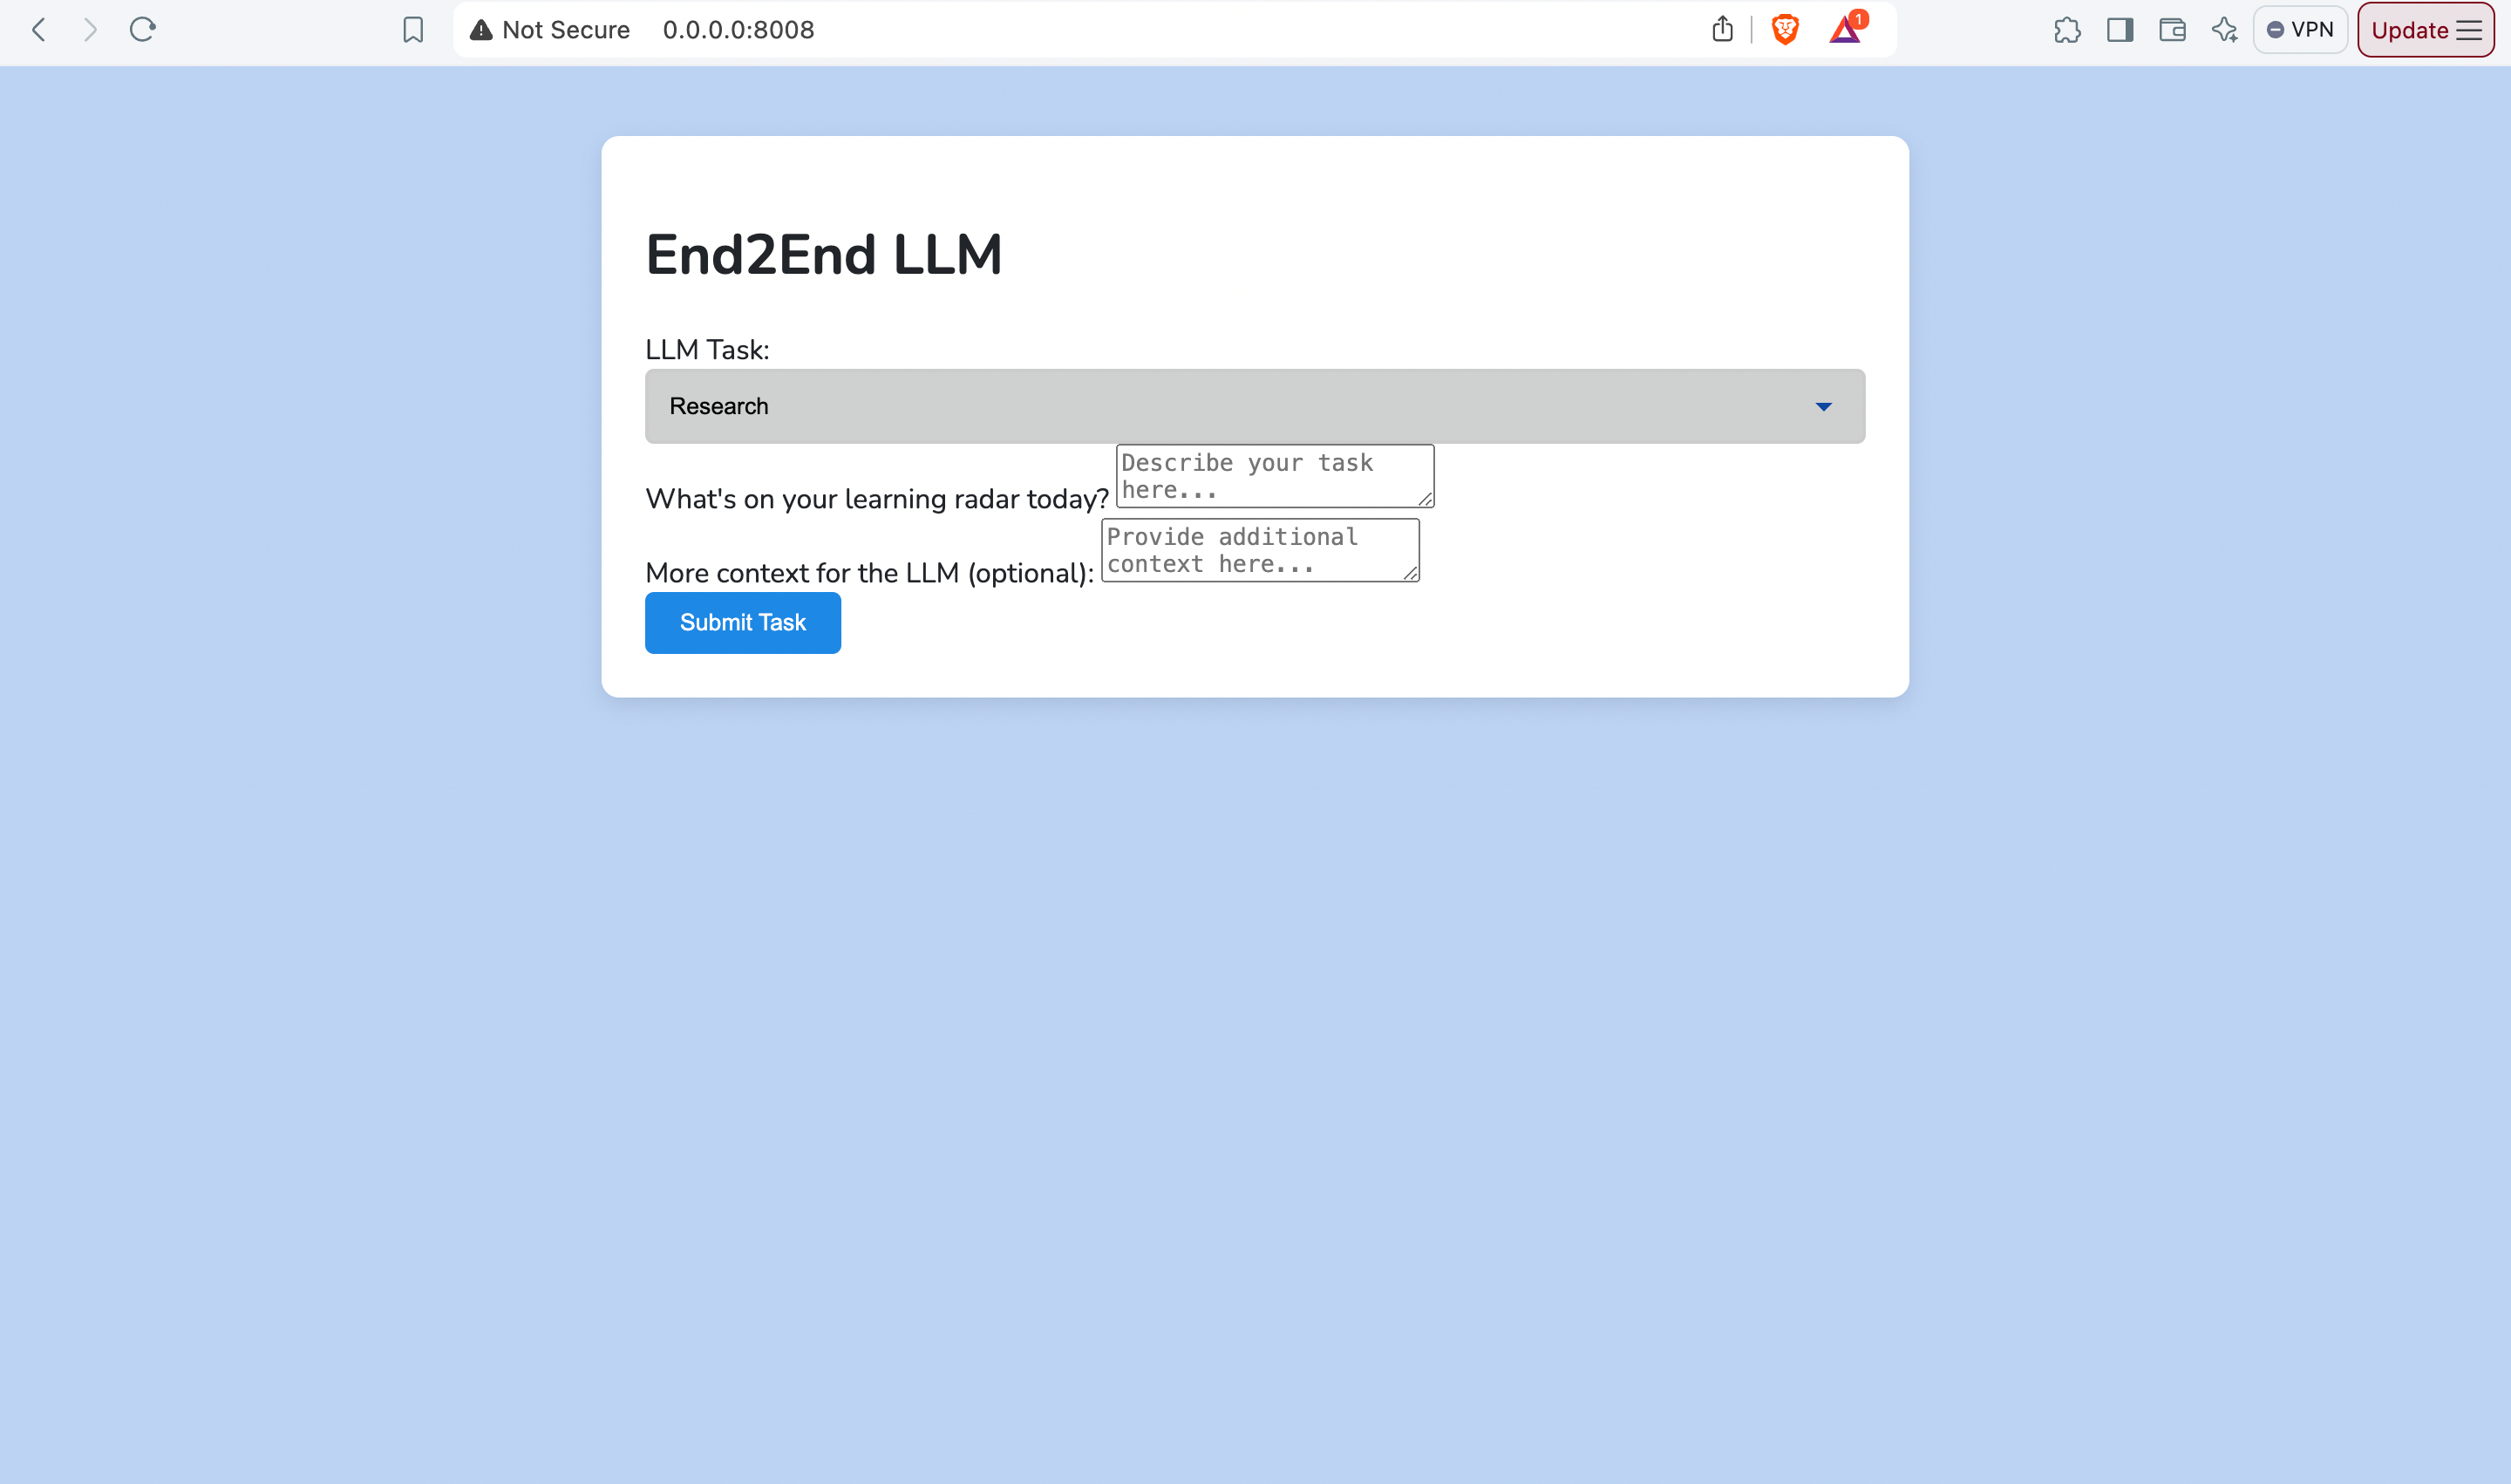 Not Secure 0.0.0.0:8008
1
VPN
Update
End2End LLM
LLM Task:
Research
What's on your learning radar today?
Describe your task
here...
More context for the LLM (optional):
Provide additional
context here...
Submit Task